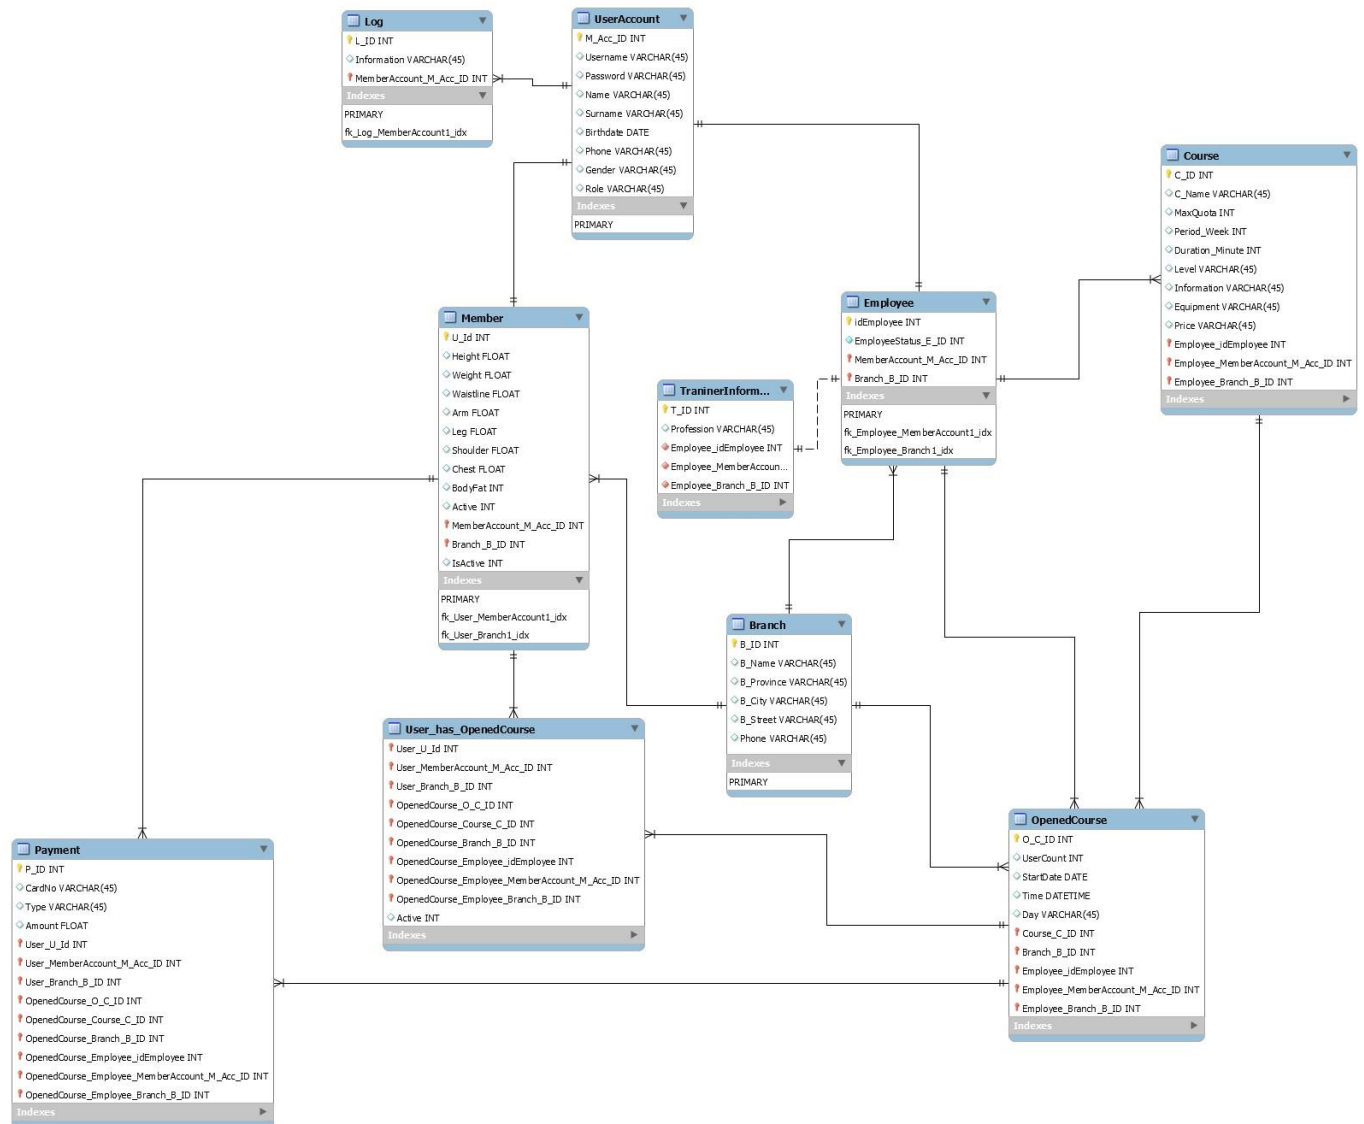 Log
L_ID INT
Information VARCHAR(45)
MemberAccount_M_Acc_ID INT
Indexes
PRIMARY
fk_Log_MemberAccount1_idx
UserAccount
M_Acc_ID INT
Username VARCHAR(45)
Password VARCHAR(45)
Name VARCHAR(45)
Surname VARCHAR(45)
Birthdate DATE
Phone VARCHAR(45)
Gender VARCHAR(45)
Role VARCHAR(45)
Indexes
PRIMARY
Course
C_ID INT
C_Name VARCHAR(45)
MaxQuota INT
Period_Week INT
Duration_Minute INT
Level VARCHAR(45)
Information VARCHAR(45)
Equipment VARCHAR(45)
Price VARCHAR(45)
Employee_idEmployee INT
Employee_MemberAccount_M_Acc_ID INT
Employee_Branch_B_ID INT
Indexes
Member
U_Id INT
Height FLOAT
Weight FLOAT
Waistline FLOAT
Arm FLOAT
Leg FLOAT
Shoulder FLOAT
Chest FLOAT
BodyFat INT
Active INT
MemberAccount_M_Acc_ID INT
Branch_B_ID INT
IsActive INT
Indexes
PRIMARY
fk_User_MemberAccount1_idx
fk_User_Branch1_idx
Employee
idEmployee INT
EmployeeStatus_E_ID INT
MemberAccount_M_Acc_ID INT
Branch_B_ID INT
Indexes
PRIMARY
fk_Employee_MemberAccount1_idx
fk_Employee_Branch1_idx
TraninerInform...
T_ID INT
Profession VARCHAR(45)
Employee_idEmployee INT
Employee_MemberAccoun...
Employee_Branch_B_ID INT
Indexes
Branch
B_ID INT
B_Name VARCHAR(45)
B_Province VARCHAR(45)
B_City VARCHAR(45)
B_Street VARCHAR(45)
Phone VARCHAR(45)
Indexes
PRIMARY
User_has_OpenedCourse
User_U_Id INT
User_MemberAccount_M_Acc_ID INT
User_Branch_B_ID INT
OpenedCourse_O_C_ID INT
OpenedCourse_Course_C_ID INT
OpenedCourse_Branch_B_ID INT
OpenedCourse_Employee_idEmployee INT
OpenedCourse_Employee_MemberAccount_M_Acc_ID INT
OpenedCourse_Employee_Branch_B_ID INT
Active INT
Indexes
OpenedCourse
O_C_ID INT
UserCount INT
StartDate DATE
Time DATETIME
Day VARCHAR(45)
Course_C_ID INT
Branch_B_ID INT
Employee_idEmployee INT
Employee_MemberAccount_M_Acc_ID INT
Employee_Branch_B_ID INT
Indexes
Payment
P_ID INT
CardNo VARCHAR(45)
Type VARCHAR(45)
Amount FLOAT
User_U_Id INT
User_MemberAccount_M_Acc_ID INT
User_Branch_B_ID INT
OpenedCourse_O_C_ID INT
OpenedCourse_Course_C_ID INT
OpenedCourse_Branch_B_ID INT
OpenedCourse_Employee_idEmployee INT
OpenedCourse_Employee_MemberAccount_M_Acc_ID INT
OpenedCourse_Employee_Branch_B_ID INT
Indexes